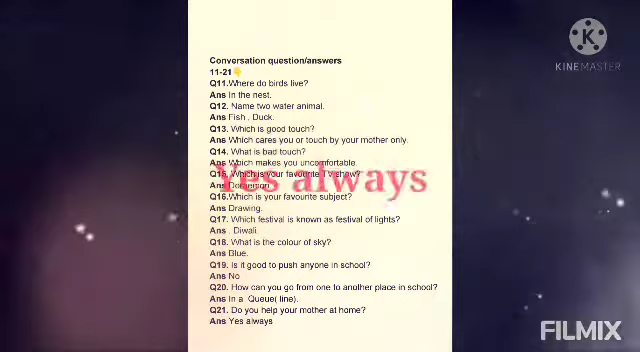 Conversation question/answers
11-21👇
Q11.Where do birds live?
Ans In the nest.
Q12. Name two water animal.
Ans Fish , Duck.
Q13. Which is good touch?
Ans Which cares you or touch by your mother only.
Q14. What is bad touch?
Ans Which makes you uncomfortable.
Q15. Which is your favourite TV show?
Ans Doraemon
Yes always
Q16.Which is your favourite subject?
Ans Drawing.
Q17. Which festival is known as festival of lights?
Ans . Diwali.
Q18. What is the colour of sky?
Ans Blue.
Q19. Is it good to push anyone in school?
Ans No
Q20. How can you go from one to another place in school?
Ans In a Queue( line).
Q21. Do you help your mother at home?
Ans Yes always
K
KINEMASTER
FILMIX